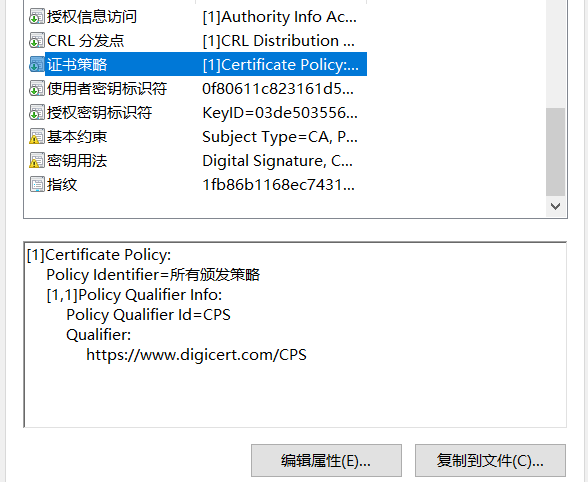 授权信息访问 [1]Authority Info Ac...
CRL 分发点 [1]CRL Distribution ...
证书策略 [1]Certificate Policy:...
使用者密钥标识符 0f80611c823161d5...
授权密钥标识符 KeyID=03de503556...
基本约束 Subject Type=CA, P...
密钥用法 Digital Signature, C...
指纹 1fb86b1168ec7431...
[1]Certificate Policy:
Policy Identifier=所有颁发策略
[1,1]Policy Qualifier Info:
Policy Qualifier Id=CPS
Qualifier:
https://www.digicert.com/CPS
编辑属性(E)... 复制到文件(C)...